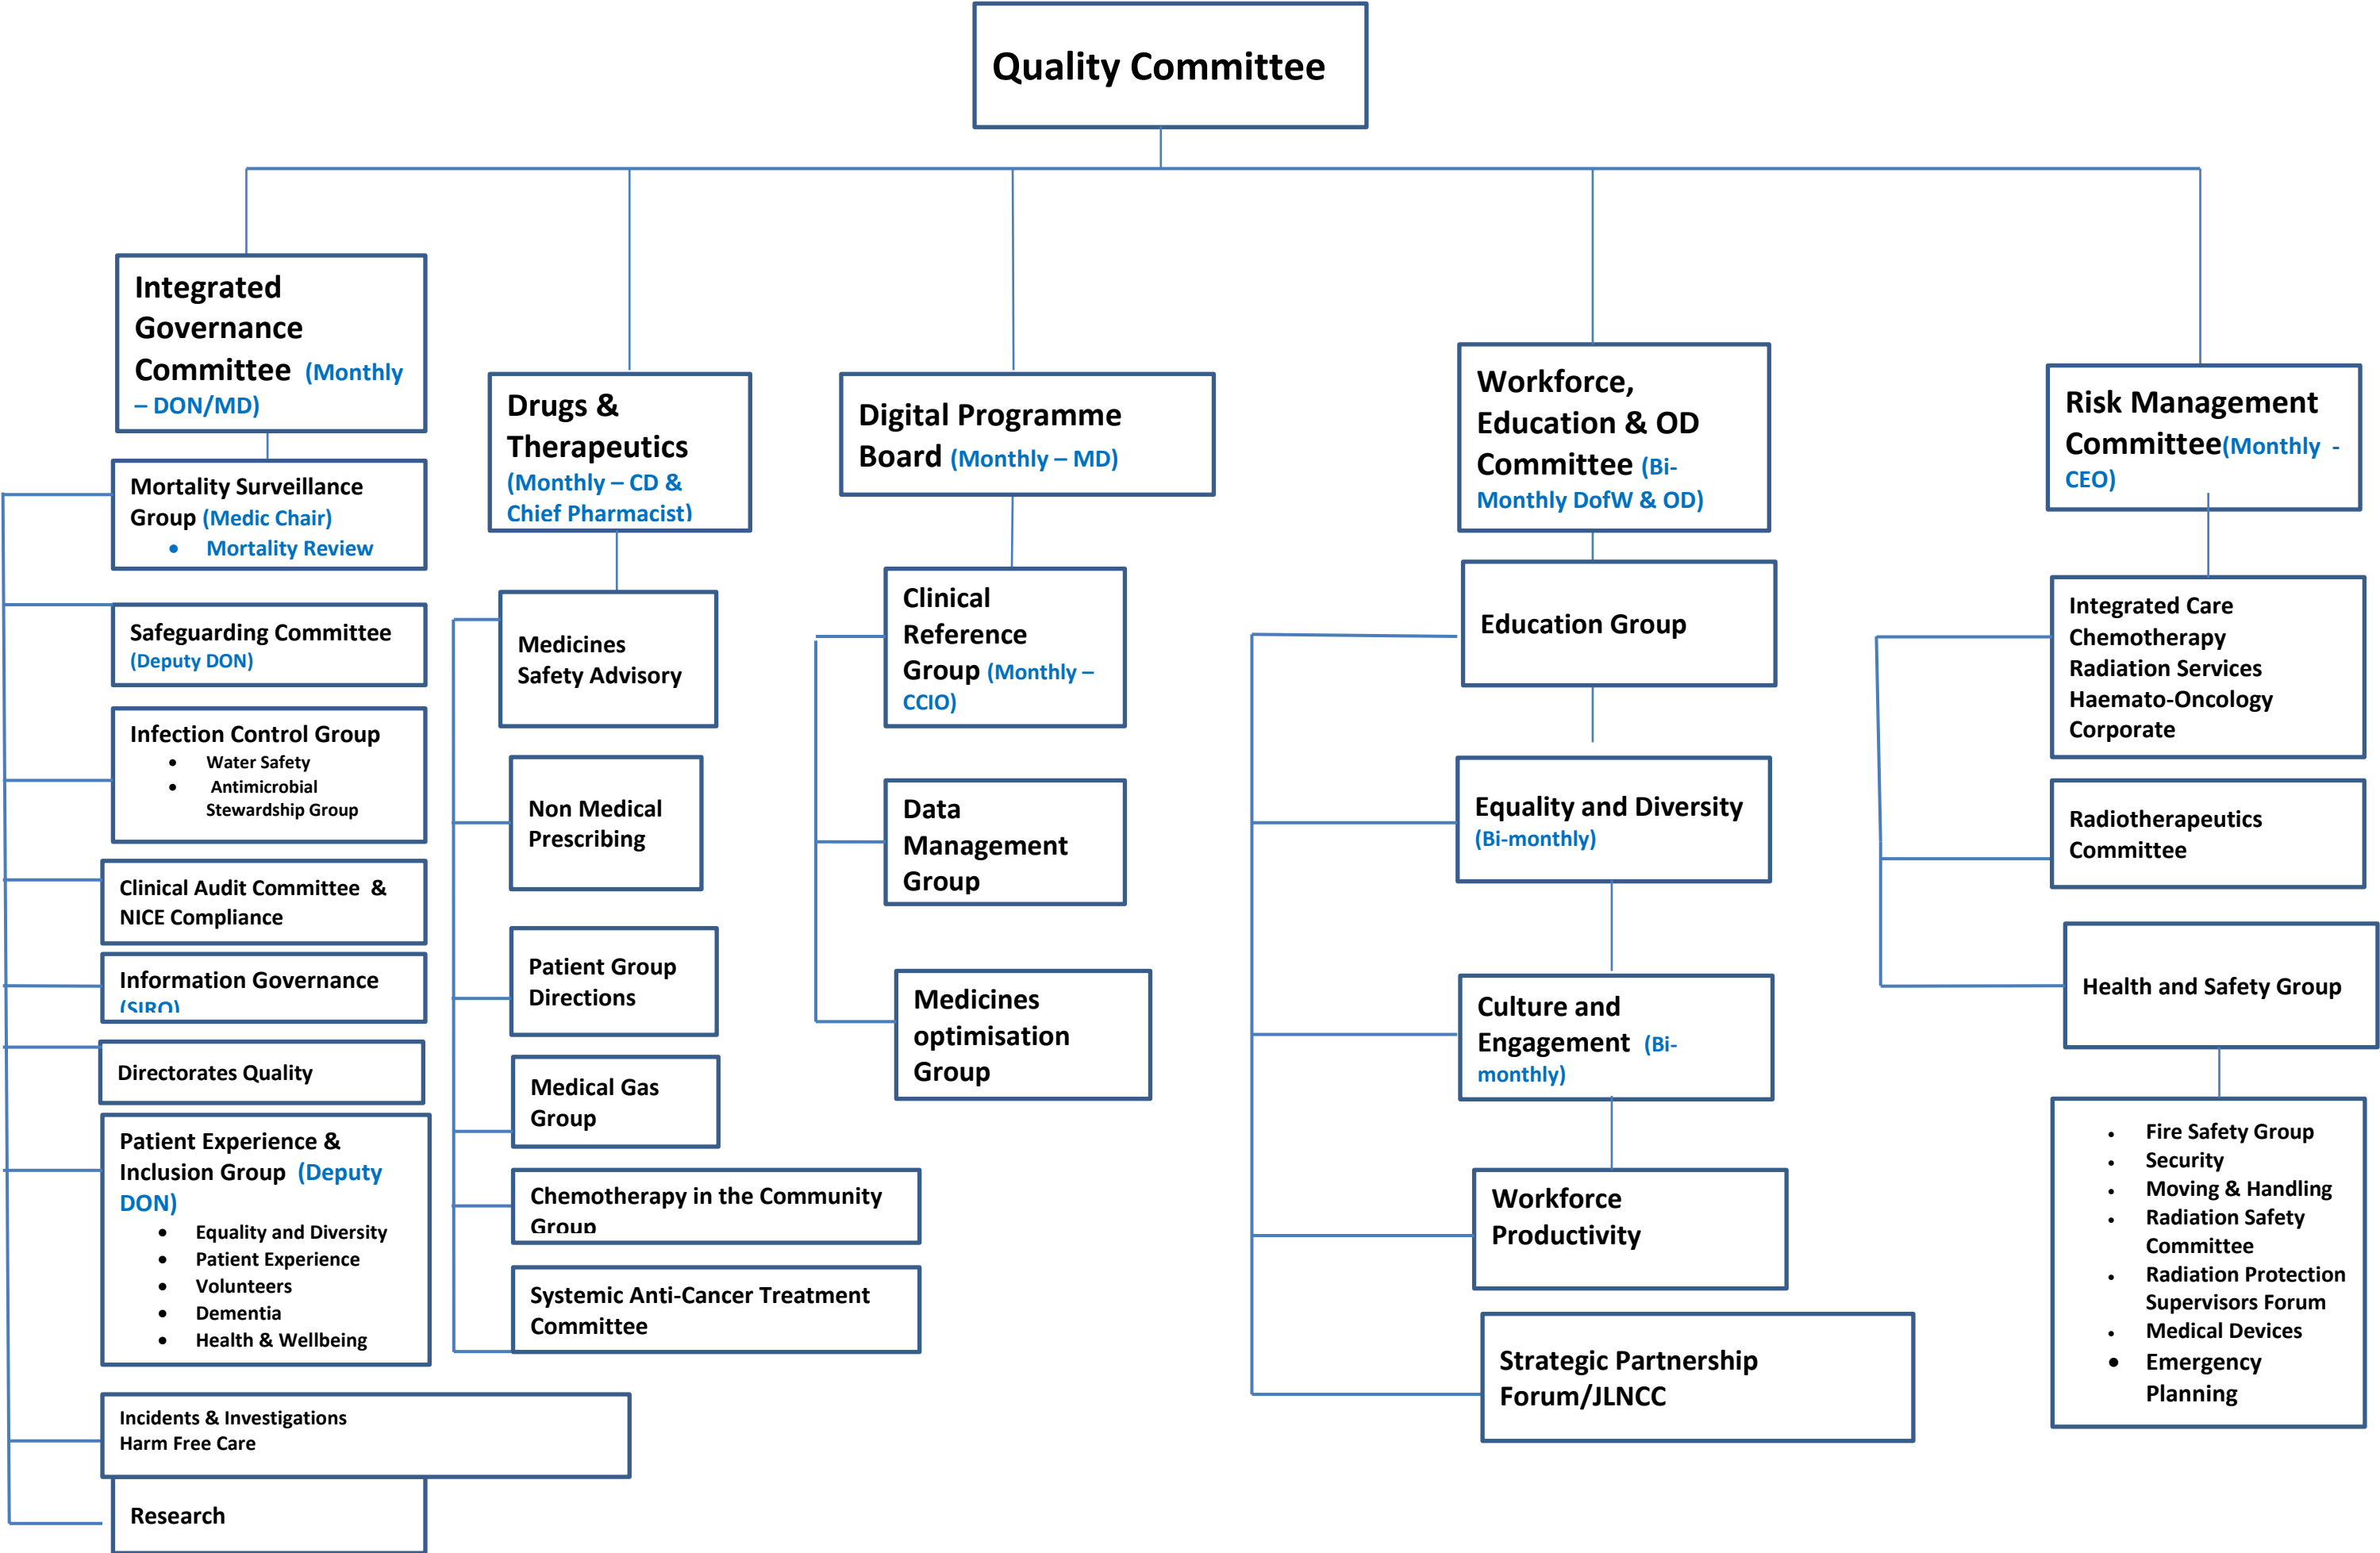 Quality Committee
Integrated
Governance
Committee (Monthly
– DON/MD)
Mortality Surveillance
Group (Medic Chair)
• Mortality Review
Safeguarding Committee
(Deputy DON)
Infection Control Group
• Water Safety
• Antimicrobial
Stewardship Group
Clinical Audit Committee &
NICE Compliance
Information Governance
(SIRO)
Directorates Quality
Patient Experience &
Inclusion Group (Deputy
DON)
• Equality and Diversity
• Patient Experience
• Volunteers
• Dementia
• Health & Wellbeing
Incidents & Investigations
Harm Free Care
Research
Drugs &
Therapeutics
(Monthly – CD &
Chief Pharmacist)
Medicines
Safety Advisory
Non Medical
Prescribing
Patient Group
Directions
Medical Gas
Group
Chemotherapy in the Community
Group
Systemic Anti-Cancer Treatment
Committee
Digital Programme
Board (Monthly – MD)
Clinical
Reference
Group (Monthly –
CCIO)
Data
Management
Group
Medicines
optimisation
Group
Workforce,
Education & OD
Committee (Bi-
Monthly DofW & OD)
Education Group
Equality and Diversity
(Bi-monthly)
Culture and
Engagement (Bi-
monthly)
Workforce
Productivity
Strategic Partnership
Forum/JLNCC
Risk Management
Committee(Monthly -
CEO)
Integrated Care
Chemotherapy
Radiation Services
Haemato-Oncology
Corporate
Radiotherapeutics
Committee
Health and Safety Group
• Fire Safety Group
• Security
• Moving & Handling
• Radiation Safety
Committee
• Radiation Protection
Supervisors Forum
• Medical Devices
• Emergency
Planning